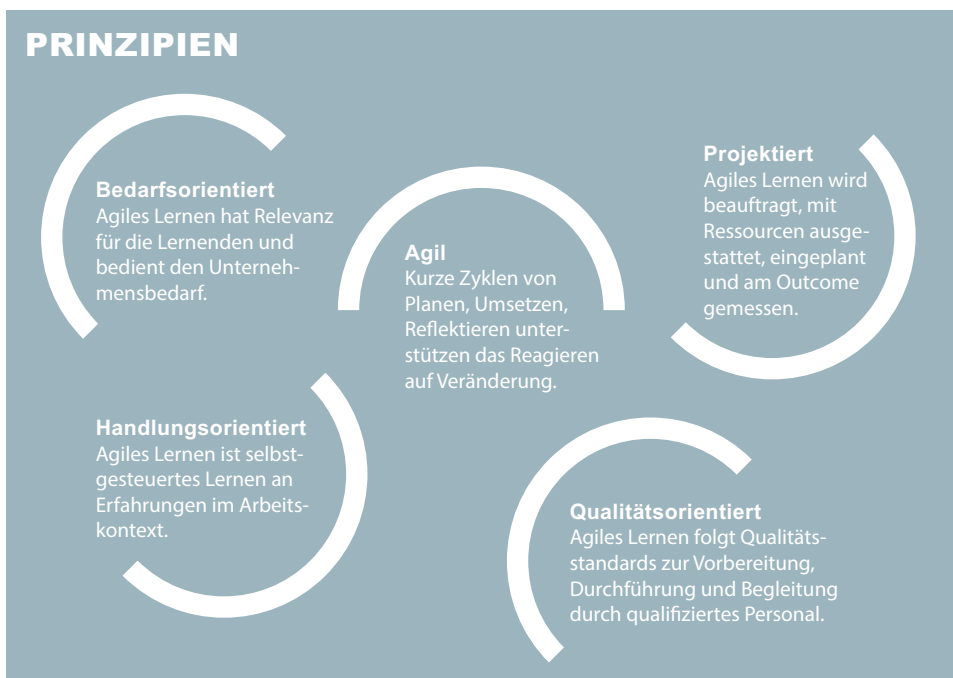 PRINZIPIEN
Bedarfsorientiert
Agiles Lernen hat Relevanz
für die Lernenden und
bedient den Unterneh-
mensbedarf.
Agil
Kurze Zyklen von
Planen, Umsetzen,
Reflektieren unter-
stützen das Reagieren
auf Veränderung.
Projektiert
Agiles Lernen wird
beauftragt, mit
Ressourcen ausge-
stattet, eingeplant
und am Outcome
gemessen.
Handlungsorientiert
Agiles Lernen ist selbst-
gesteuertes Lernen an
Erfahrungen im Arbeits-
kontext.
Qualitätsorientiert
Agiles Lernen folgt Qualitäts-
standards zur Vorbereitung,
Durchführung und Begleitung
durch qualifiziertes Personal.